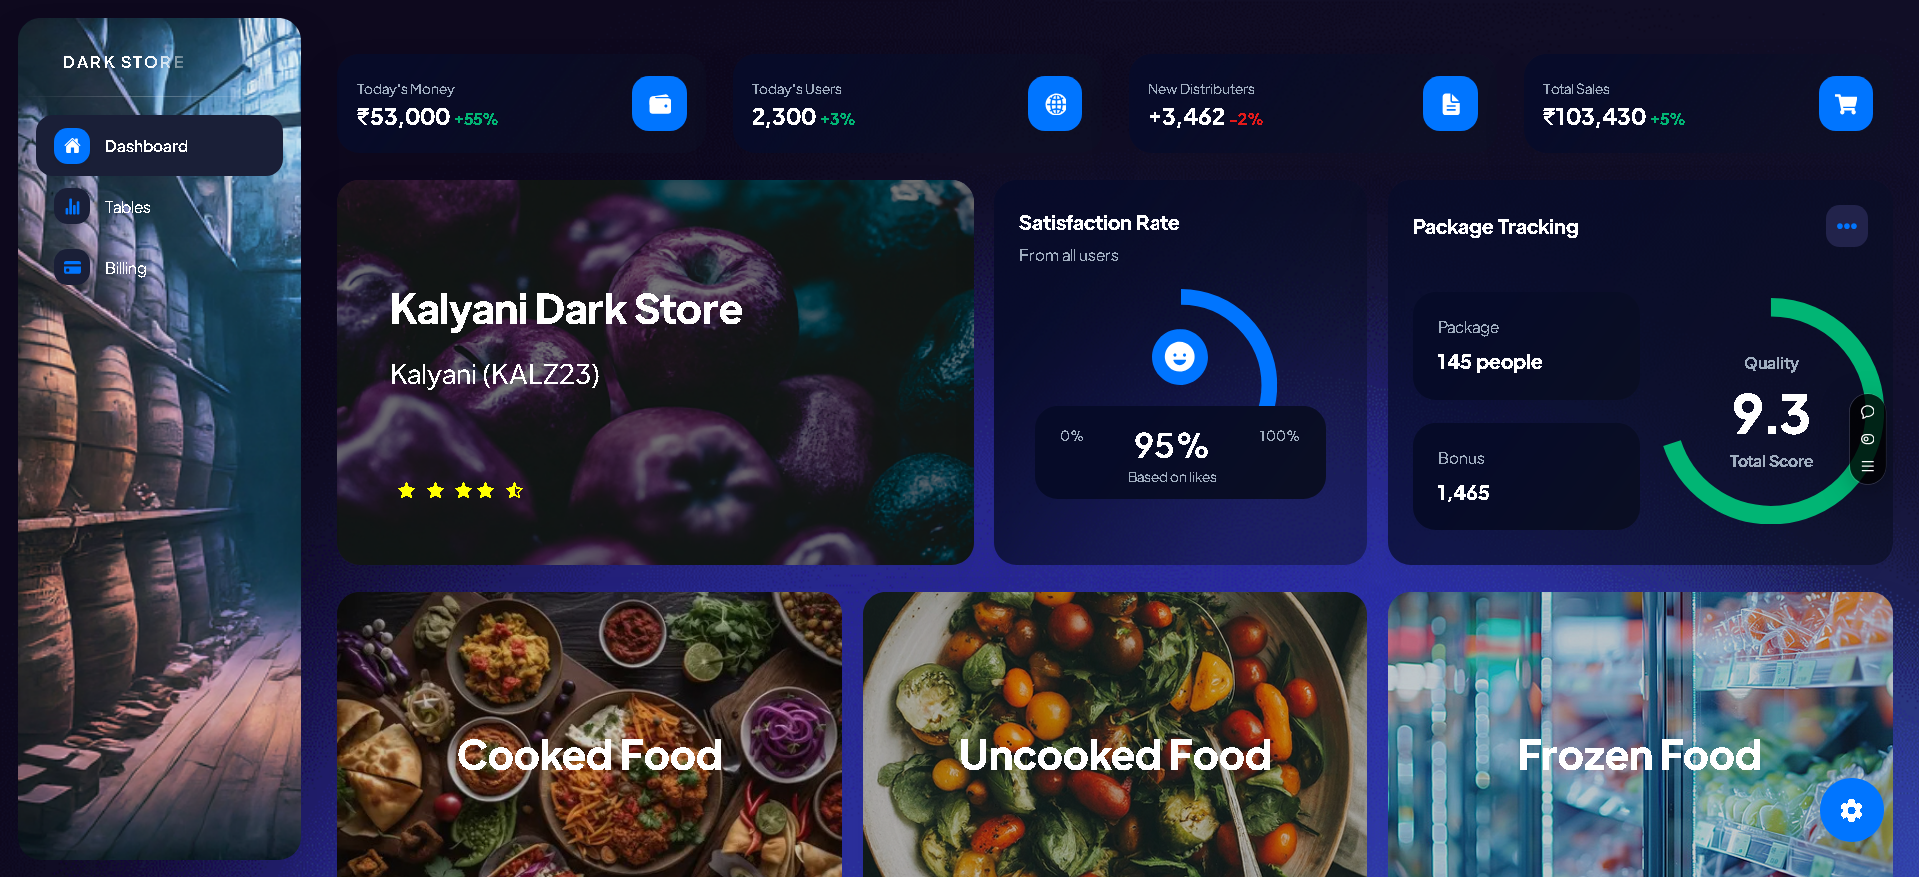 DARK STORE
Dashboard
Tables
Billing
Today's Money
₹53,000 +55%
Today's Users
2,300 +3%
New Distributers
+3,462 -2%
Total Sales
₹103,430 +5%
Kalyani Dark Store
Kalyani (KALZ23)
Satisfaction Rate
From all users
0%
95%
100%
Based on likes
Package Tracking
Package
145 people
Bonus
1,465
Quality
9.3
Total Score
Cooked Food
Uncooked Food
Frozen Food